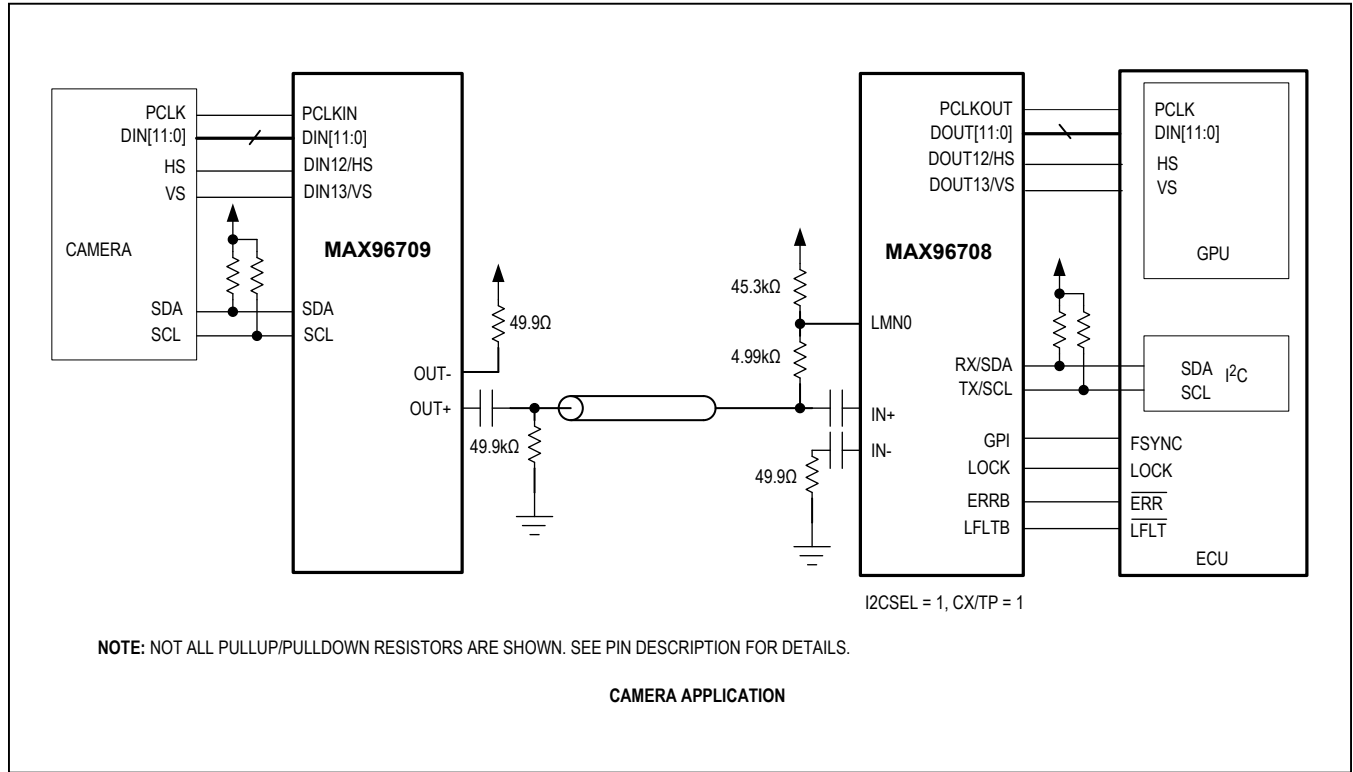 PCLK
DIN[11:0]
HS
VS
CAMERA
SDA
SCL
PCLKIN
DIN[11:0]
DIN12/HS
DIN13/VS
MAX96709
SDA
SCL
OUT-
OUT+
49.9Ω
49.9kΩ
45.3kΩ
4.99kΩ
49.9Ω
PCLKOUT
DOUT[11:0]
DOUT12/HS
DOUT13/VS
MAX96708
LMN0
RX/SDA
TX/SCL
IN+
IN-
GPI
LOCK
ERRB
LFLTB
PCLK
DIN[11:0]
HS
VS
GPU
SDA I²C
SCL
FSYNC
LOCK
ERR
LFLT
ECU
I2CSEL = 1, CX/TP = 1
NOTE: NOT ALL PULLUP/PULLDOWN RESISTORS ARE SHOWN. SEE PIN DESCRIPTION FOR DETAILS.
CAMERA APPLICATION